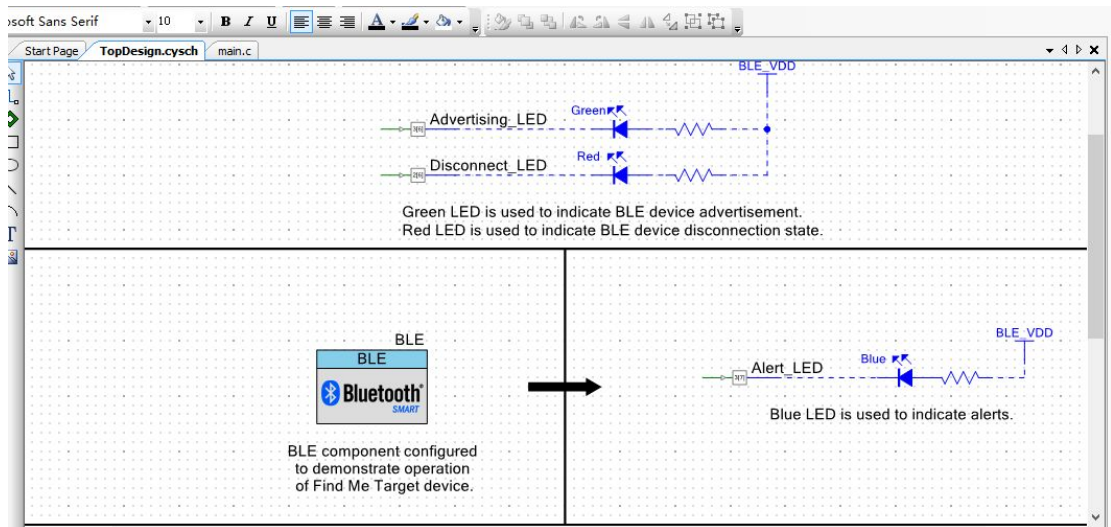 osoft Sans Serif
10
B I U
A
Start Page
TopDesign.cysch
main.c
BLE_VDD
Green
Advertising_LED
Red
Disconnect_LED
Green LED is used to indicate BLE device advertisement.
Red LED is used to indicate BLE device disconnection state.
BLE
BLE
Bluetooth
SMART
BLE component configured
to demonstrate operation
of Find Me Target device.
BLE_VDD
Blue
Alert_LED
Blue LED is used to indicate alerts.
T